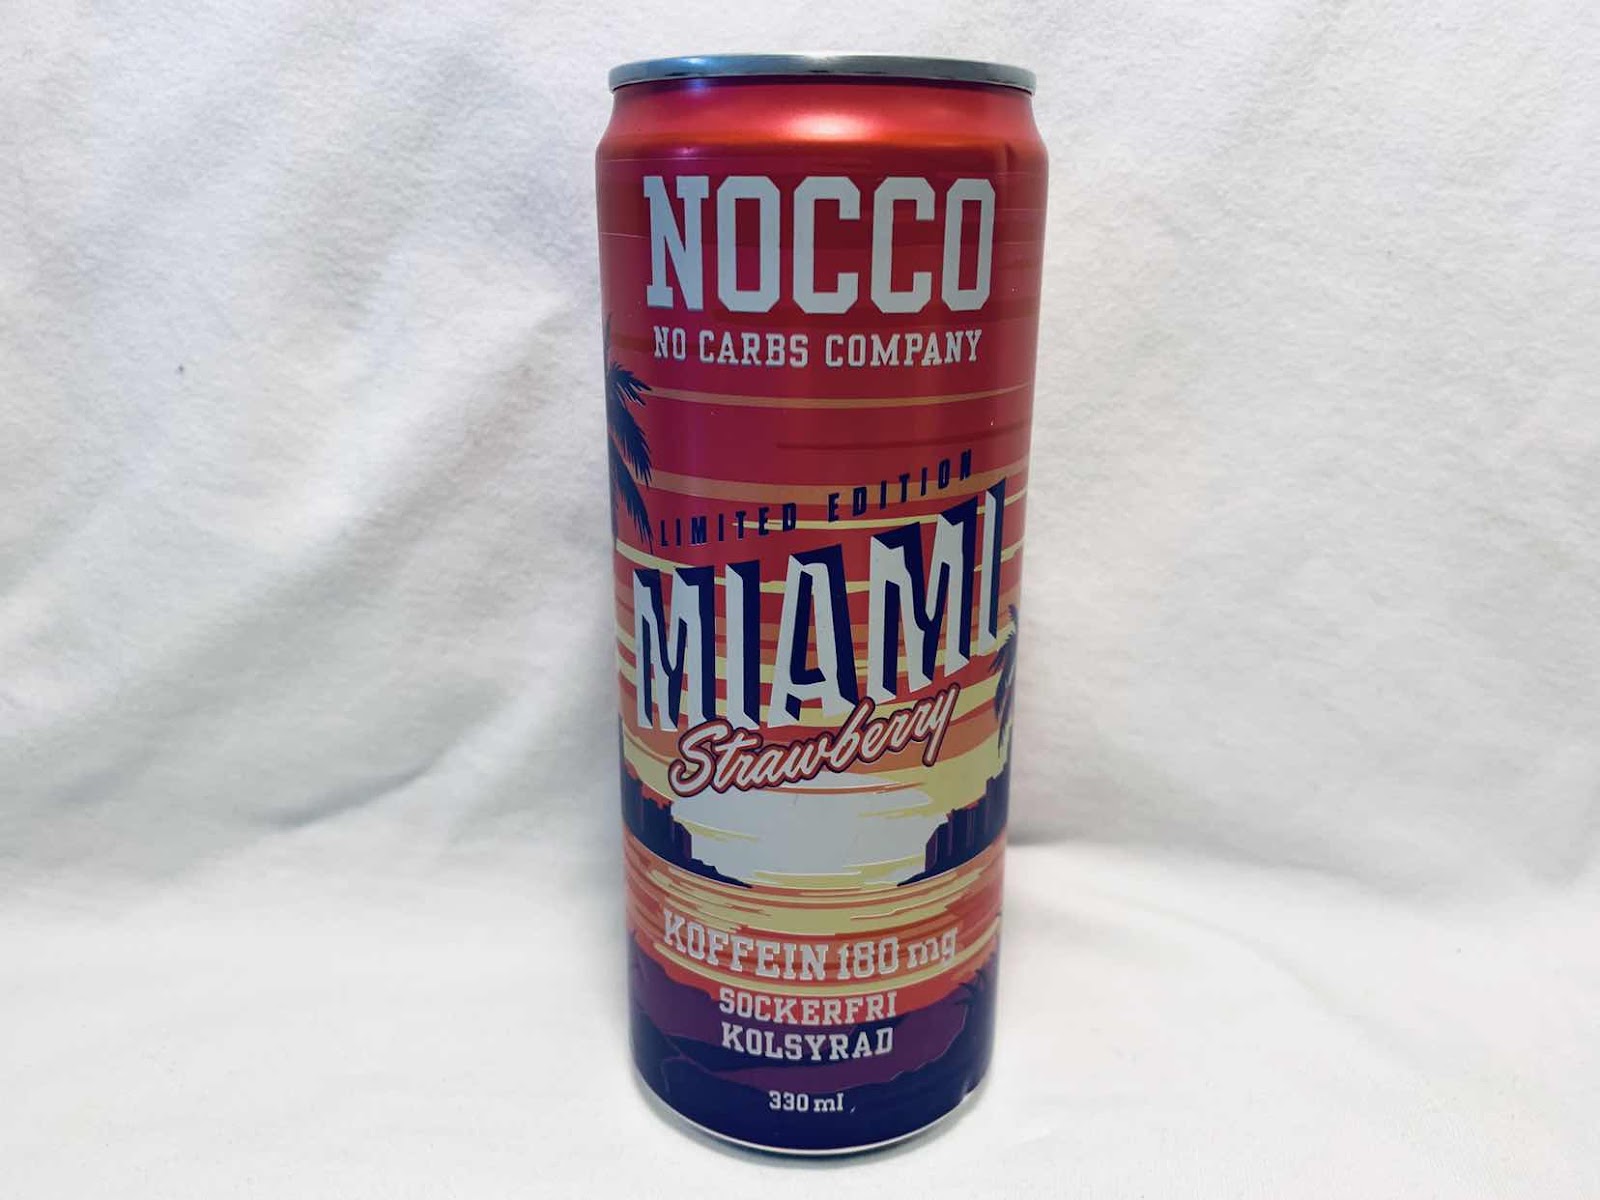 NOCCO
NO CARBS COMPANY
LIMITED EDITION
MIAMI
Strawberry
KOFFEIN 180 mg
SOCKERFRI
KOLSYRAD
330 ml